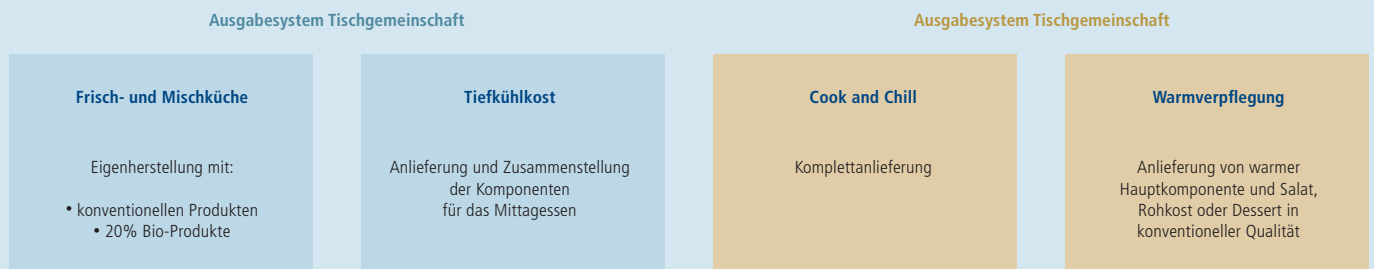 Ausgabesystem Tischgemeinschaft
Ausgabesystem Tischgemeinschaft
Frisch- und Mischküche
Eigenherstellung mit:
• konventionellen Produkten
• 20% Bio-Produkte
Tiefkühlkost
Anlieferung und Zusammenstellung
der Komponenten
für das Mittagessen
Cook and Chill
Komplettanlieferung
Warmverpflegung
Anlieferung von warmer
Hauptkomponente und Salat,
Rohkost oder Dessert in
konventioneller Qualität